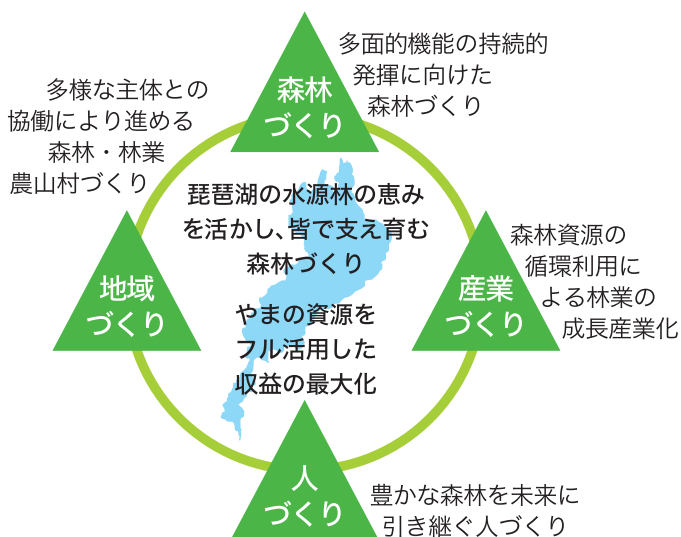 森林
づくり
多面的機能の持続的
発揮に向けた
森林づくり
多様な主体との
協働により進める
森林・林業
農山村づくり
琵琶湖の水源林の恵み
を活かし、皆で支え育む
森林づくり
やまの資源を
フル活用した
収益の最大化
地域
づくり
産業
づくり
森林資源の
循環利用に
よる林業の
成長産業化
人
づくり
豊かな森林を未来に
引き継ぐ人づくり